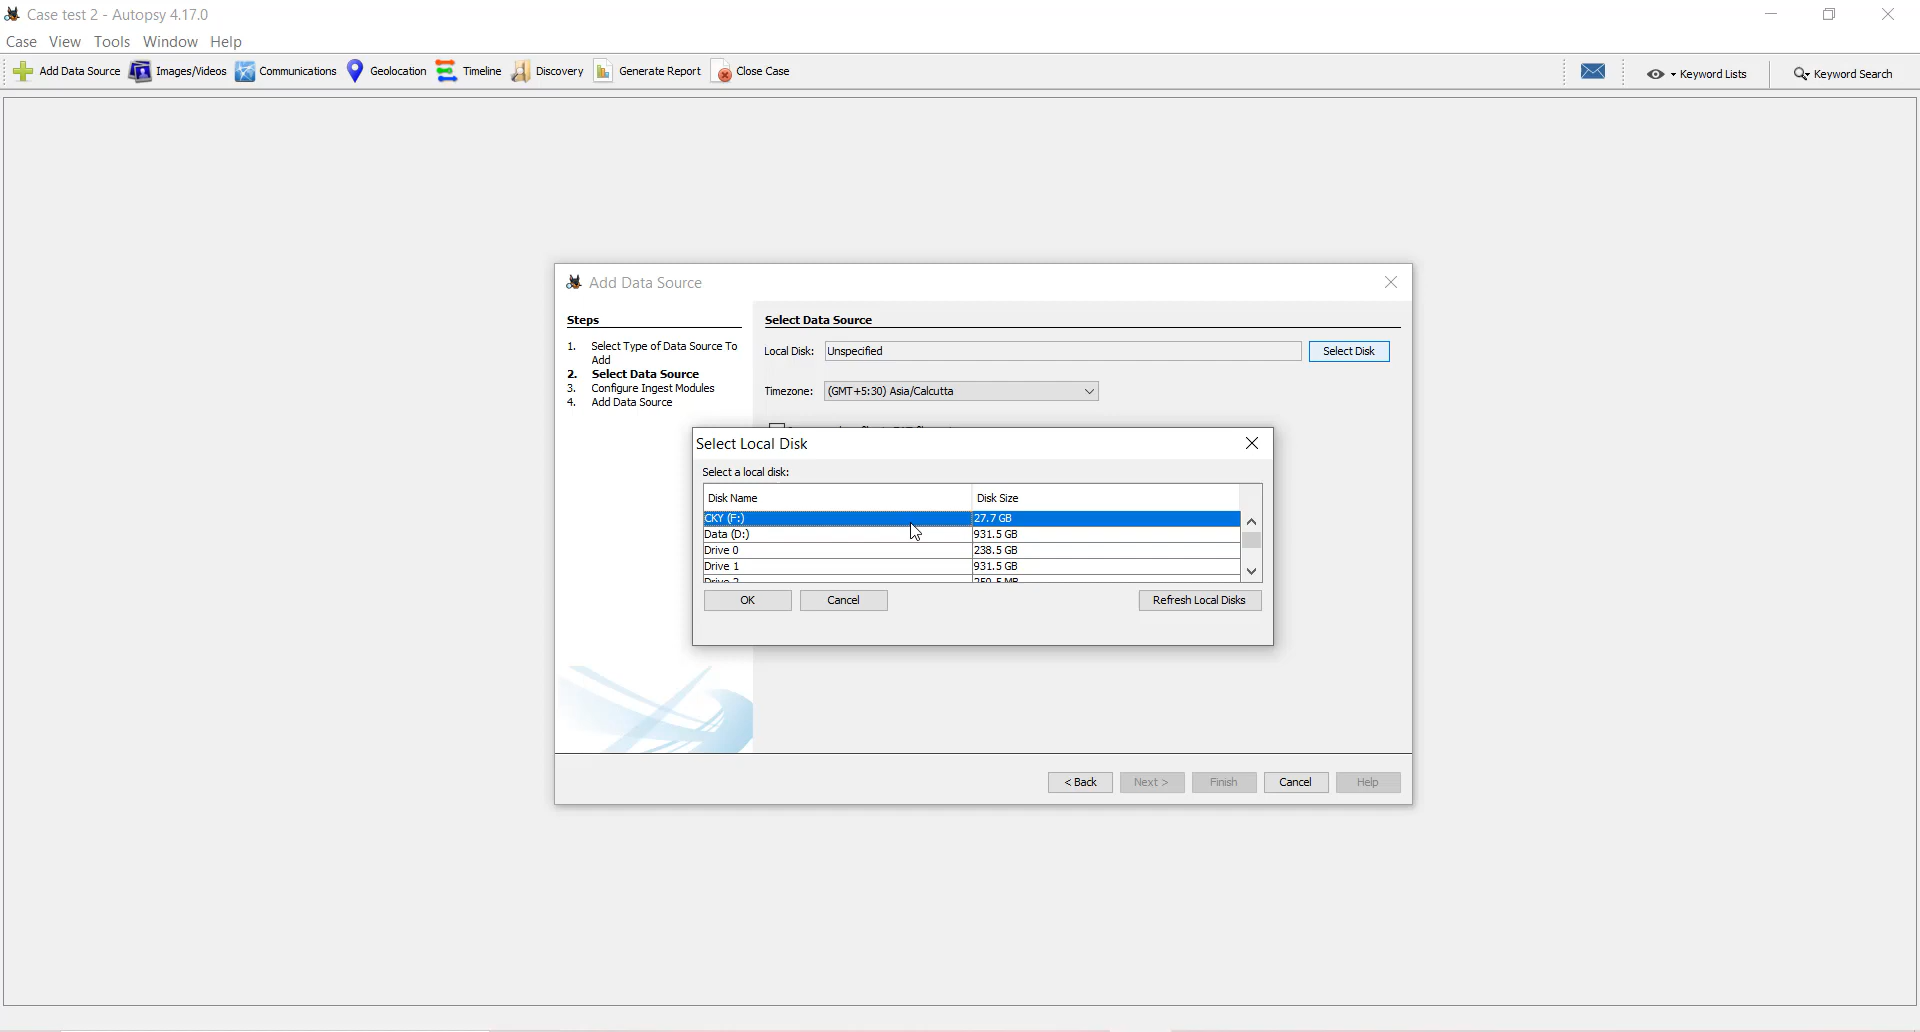 Case test 2 - Autopsy 4.17.0
Case View Tools Window Help
Add Data Source Images/Videos Communications Geolocation Timeline Discovery Generate Report Close Case Keyword Lists Keyword Search
Add Data Source
Steps
1. Select Type of Data Source To
Add
2. Select Data Source
3. Configure Ingest Modules
4. Add Data Source
Select Data Source
Local Disk: Unspecified Select Disk
Timezone: (GMT+5:30) Asia/Calcutta
Select Local Disk
Select a local disk:
Disk Name Disk Size
CKY (F:) 27.7 GB
Data (D:) 931.5 GB
Drive 0 238.5 GB
Drive 1 931.5 GB
OK Cancel Refresh Local Disks
< Back Next > Finish Cancel Help